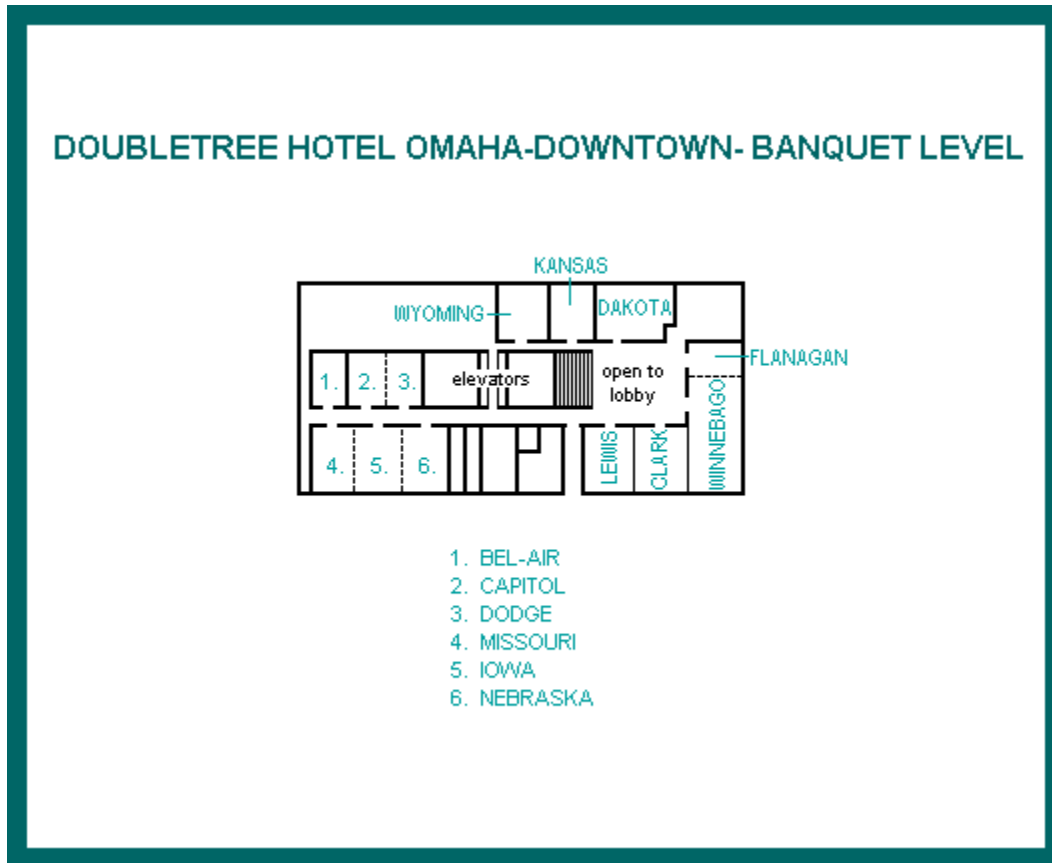 DOUBLETREE HOTEL OMAHA-DOWNTOWN- BANQUET LEVEL
KANSAS
WYOMING
DAKOTA
FLANAGAN
1.
2.
3.
elevators
open to
lobby
4.
5.
6.
LEWIS
CLARK
WINNEBAGO
1. BEL-AIR
2. CAPITOL
3. DODGE
4. MISSOURI
5. IOWA
6. NEBRASKA